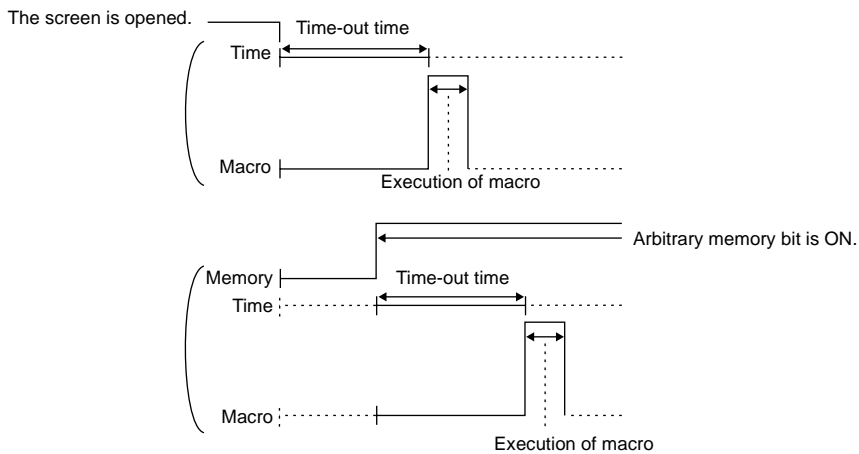 The screen is opened.
Time-out time
Time
Macro
Execution of macro
Arbitrary memory bit is ON.
Memory
Time-out time
Time
Macro
Execution of macro